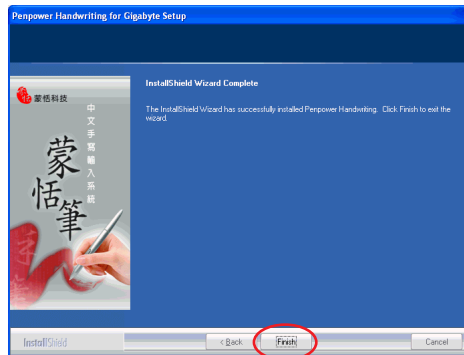 Penpower Handwriting for Gigabyte Setup
InstallShield Wizard Complete
The InstallShield Wizard has successfully installed Penpower Handwriting. Click Finish to exit the
wizard.
蒙恬科技
中文手寫輸入系統
蒙恬筆
InstallShield
< Back
Finish
Cancel